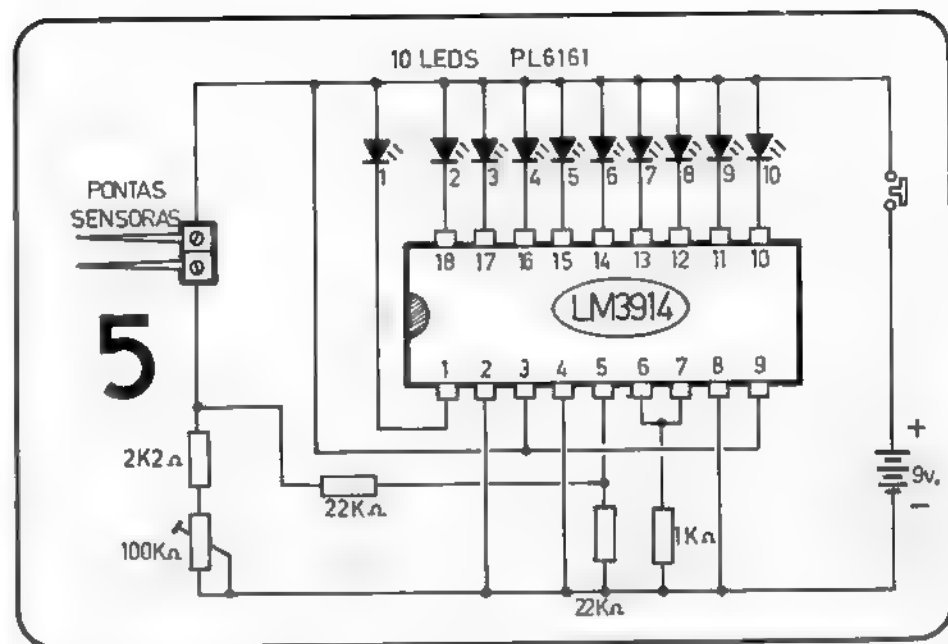 10 LEDS PL6161
1 2 3 4 5 6 7 8 9 10
PONTAS
SENSORAS
18 17 16 15 14 13 12 11 10
LM3914
5
1 2 3 4 5 6 7 8 9
2K2Ω
22KΩ
+
9v.
-
100KΩ
1KΩ
22KΩ